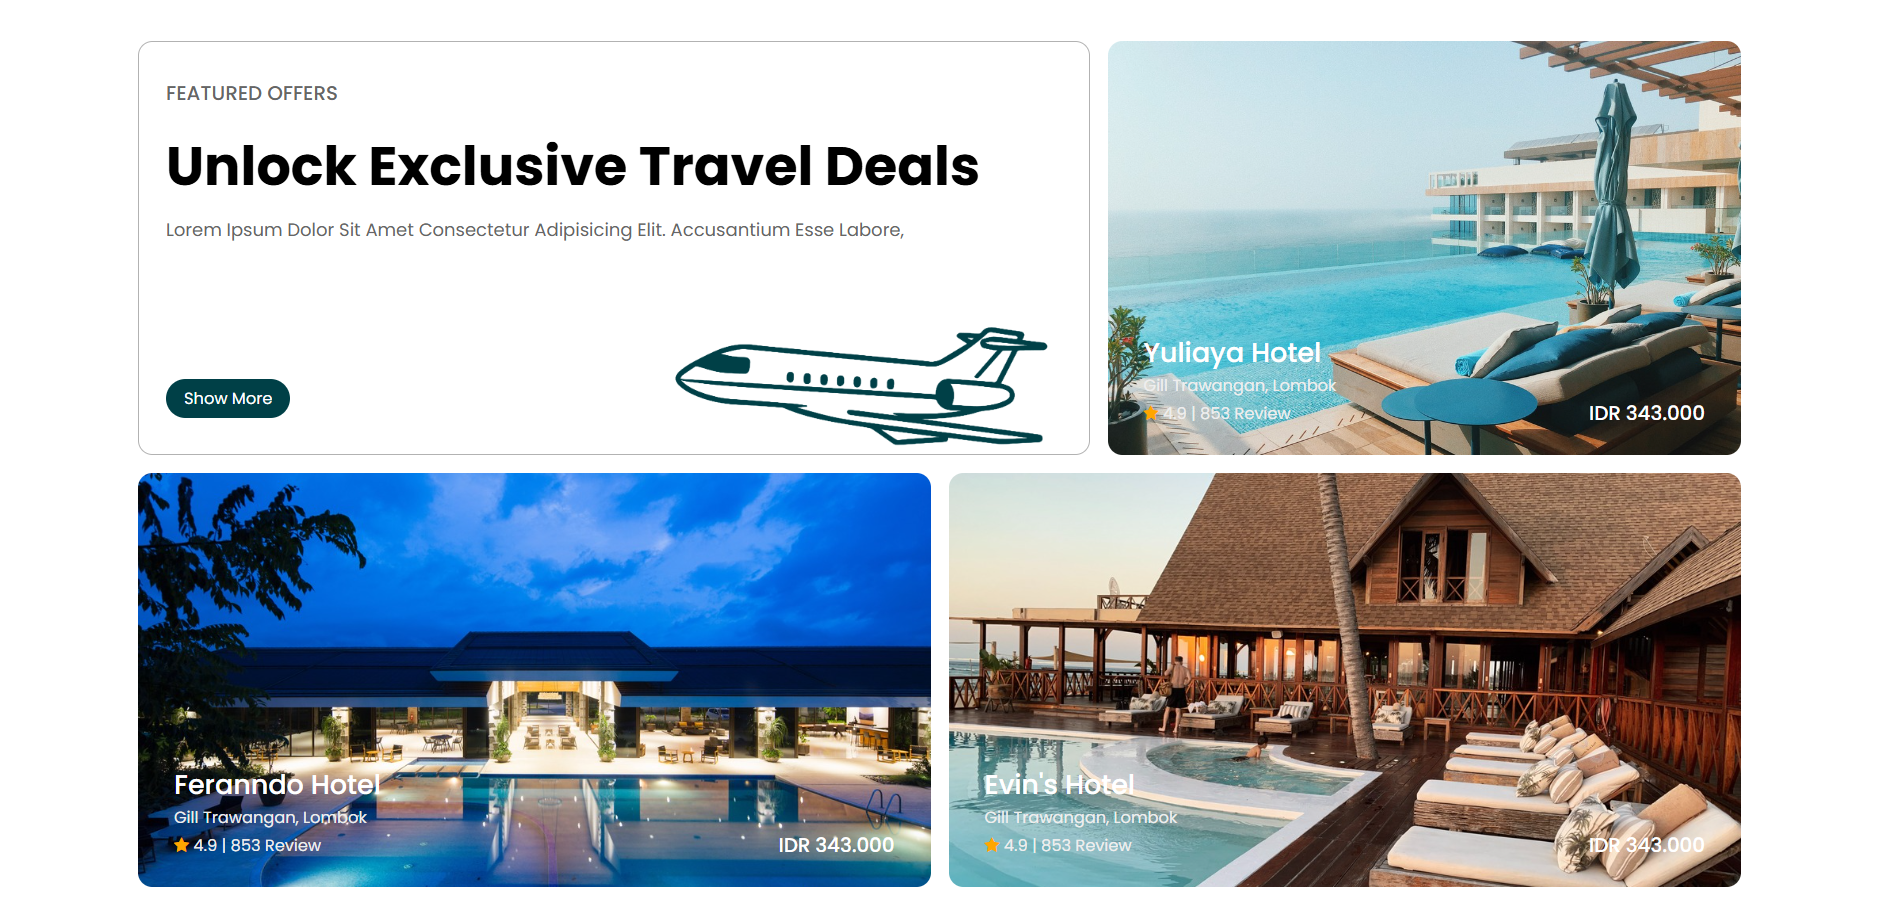 FEATURED OFFERS
Unlock Exclusive Travel Deals
Lorem Ipsum Dolor Sit Amet Consectetur Adipisicing Elit. Accusantium Esse Labore,
Show More
Yuliaya Hotel
Gill Trawangan, Lombok
4.9 | 853 Review
IDR 343.000
Feranndo Hotel
Gill Trawangan, Lombok
4.9 | 853 Review
IDR 343.000
Evin's Hotel
Gill Trawangan, Lombok
4.9 | 853 Review
IDR 343.000